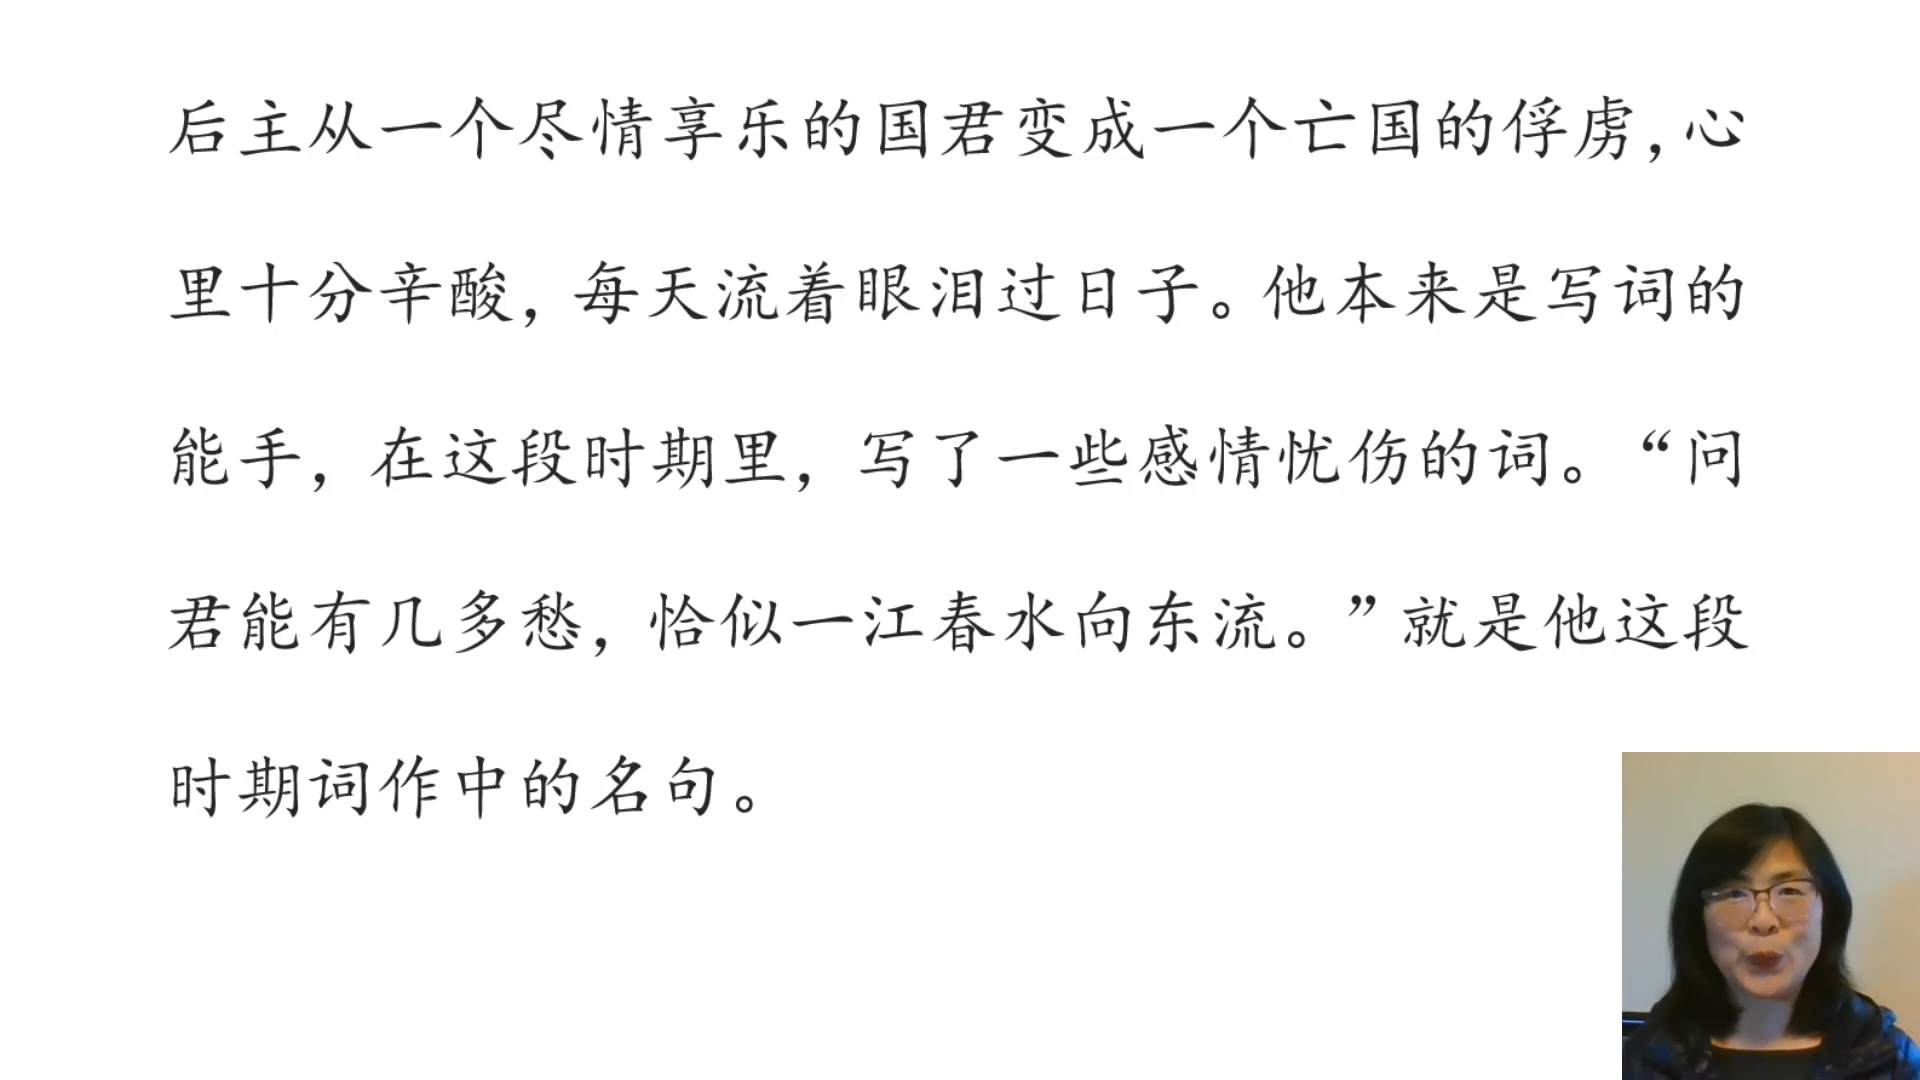 后主从一个尽情享乐的国君变成一个亡国的俘虏,心
里十分辛酸，每天流着眼泪过日子。他本来是写词的
能手，在这段时期里，写了一些感情忧伤的词。“问
君能有几多愁，恰似一江春水向东流。”就是他这段
时期词作中的名句。